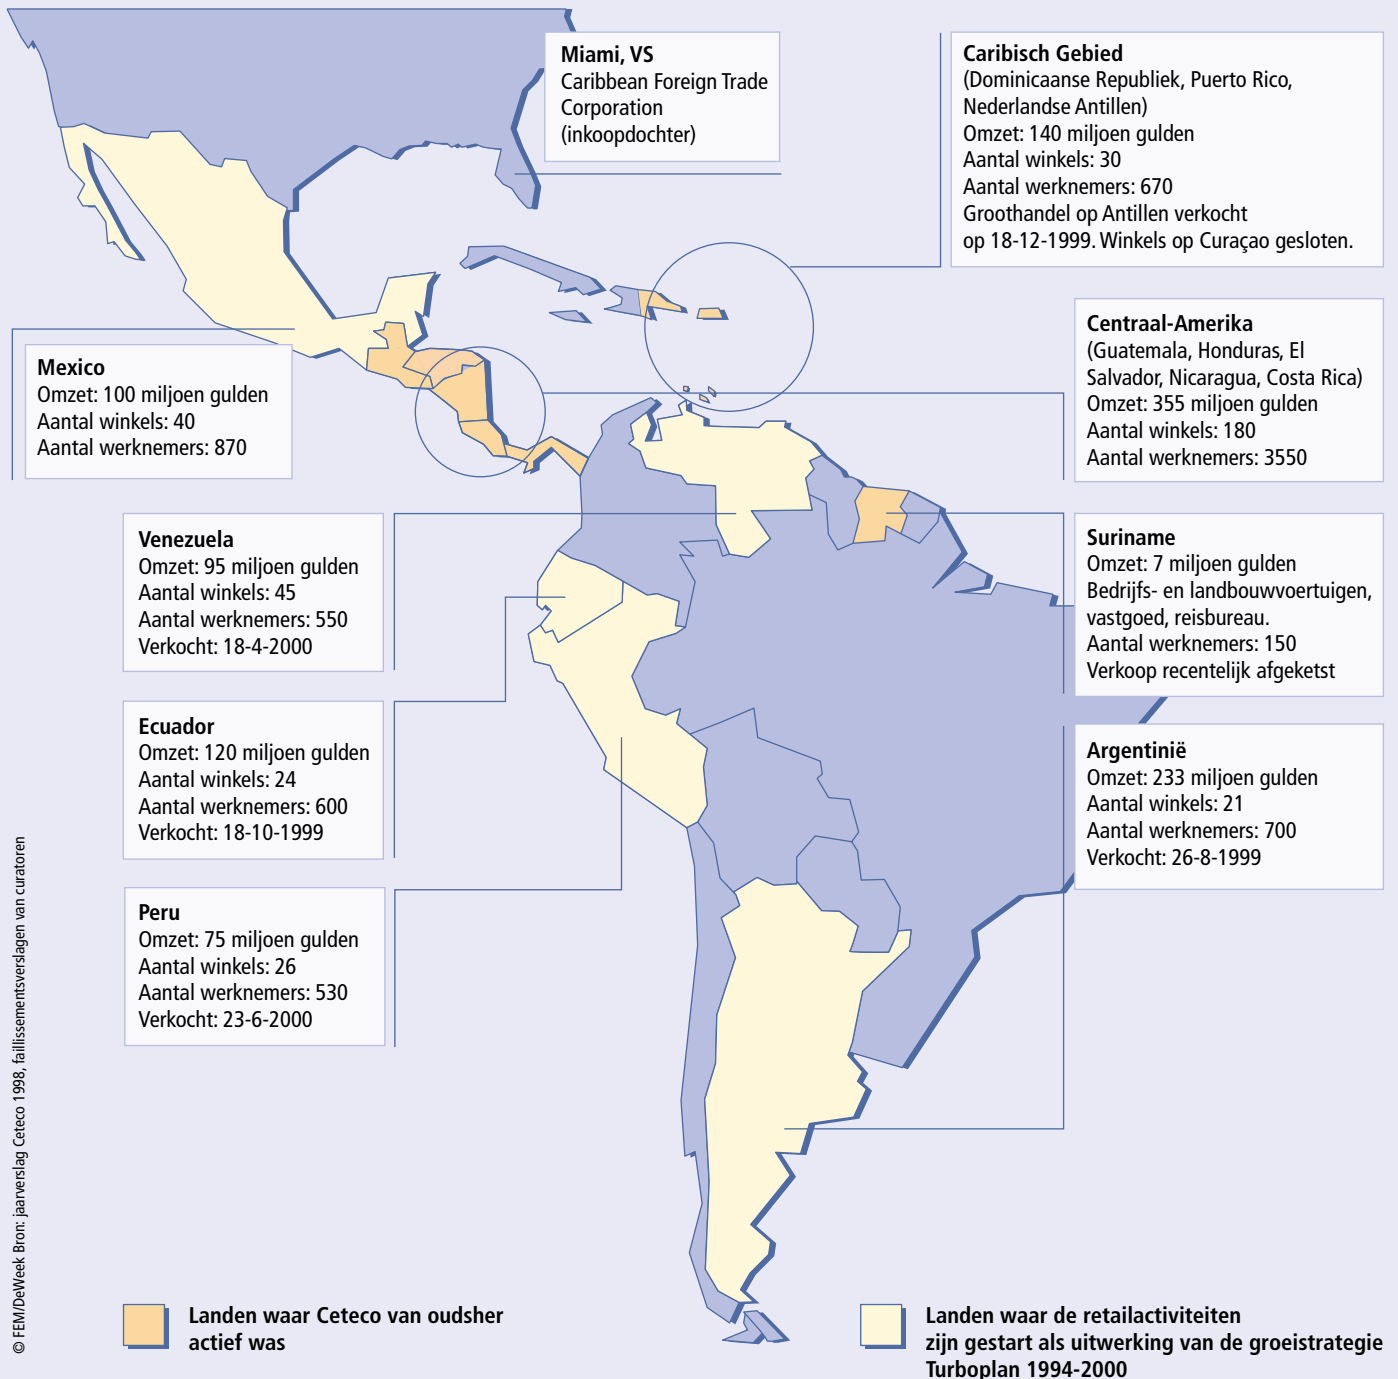 Miami, VS
Caribbean Foreign Trade
Corporation
(inkoopdochter)
Caribisch Gebied
(Dominicaanse Republiek, Puerto Rico,
Nederlandse Antillen)
Omzet: 140 miljoen gulden
Aantal winkels: 30
Aantal werknemers: 670
Groothandel op Antillen verkocht
op 18-12-1999. Winkels op Curaçao gesloten.
Mexico
Omzet: 100 miljoen gulden
Aantal winkels: 40
Aantal werknemers: 870
Centraal-Amerika
(Guatemala, Honduras, El
Salvador, Nicaragua, Costa Rica)
Omzet: 355 miljoen gulden
Aantal winkels: 180
Aantal werknemers: 3550
Venezuela
Omzet: 95 miljoen gulden
Aantal winkels: 45
Aantal werknemers: 550
Verkocht: 18-4-2000
Suriname
Omzet: 7 miljoen gulden
Bedrijfs- en landbouwvoertuigen,
vastgoed, reisbureau.
Aantal werknemers: 150
Verkoop recentelijk afgeketst
Ecuador
Omzet: 120 miljoen gulden
Aantal winkels: 24
Aantal werknemers: 600
Verkocht: 18-10-1999
Argentinië
Omzet: 233 miljoen gulden
Aantal winkels: 21
Aantal werknemers: 700
Verkocht: 26-8-1999
Peru
Omzet: 75 miljoen gulden
Aantal winkels: 26
Aantal werknemers: 530
Verkocht: 23-6-2000
Landen waar Ceteco van oudsher
actief was
Landen waar de retailactiviteiten
zijn gestart als uitwerking van de groeistrategie
Turboplan 1994-2000
© FEM/DeWeek Bron: jaarverslag Ceteco 1998, faillissementsverslagen van curatoren